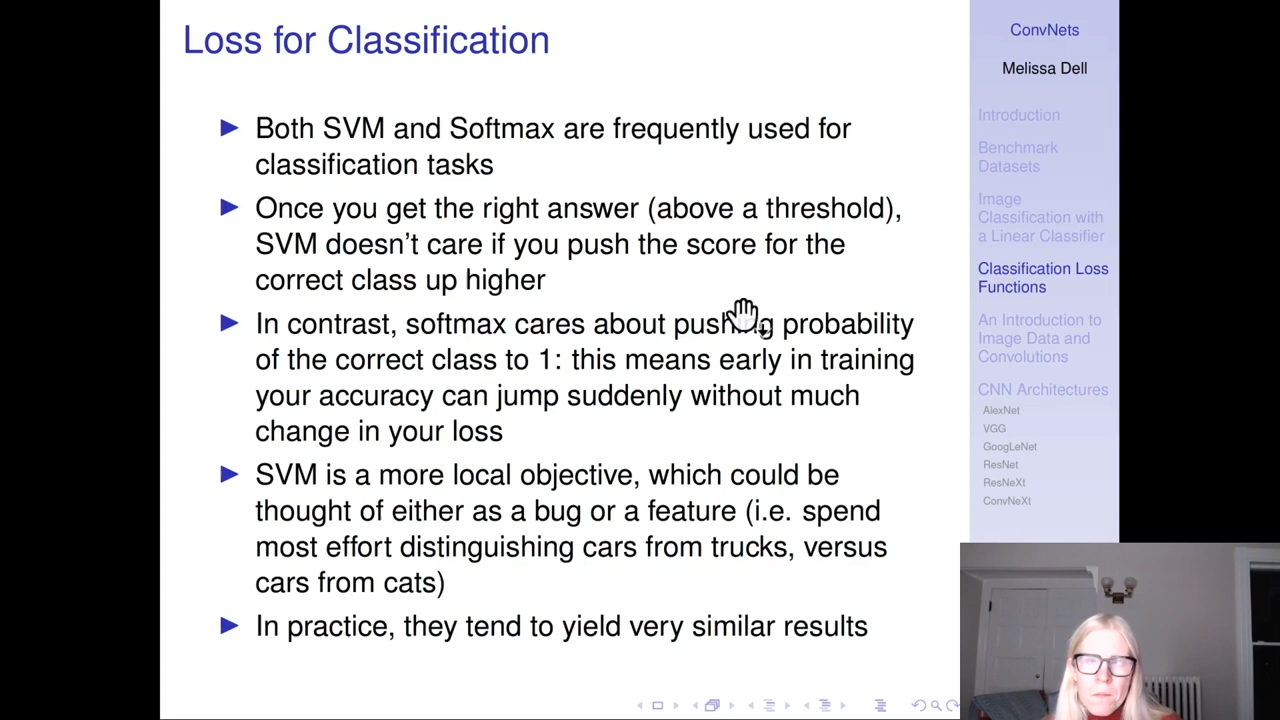 Loss for Classification
Both SVM and Softmax are frequently used for
classification tasks
Once you get the right answer (above a threshold),
SVM doesn't care if you push the score for the
correct class up higher
In contrast, softmax cares about pushing probability
of the correct class to 1: this means early in training
your accuracy can jump suddenly without much
change in your loss
SVM is a more local objective, which could be
thought of either as a bug or a feature (i.e. spend
most effort distinguishing cars from trucks, versus
cars from cats)
In practice, they tend to yield very similar results
ConvNets
Melissa Dell
Introduction
Benchmark
Datasets
Image
Classification with
a Linear Classifier
Classification Loss
Functions
An Introduction to
Image Data and
Convolutions
CNN Architectures
AlexNet
VGG
GoogLeNet
ResNet
ResNeXt
ConvNeXt